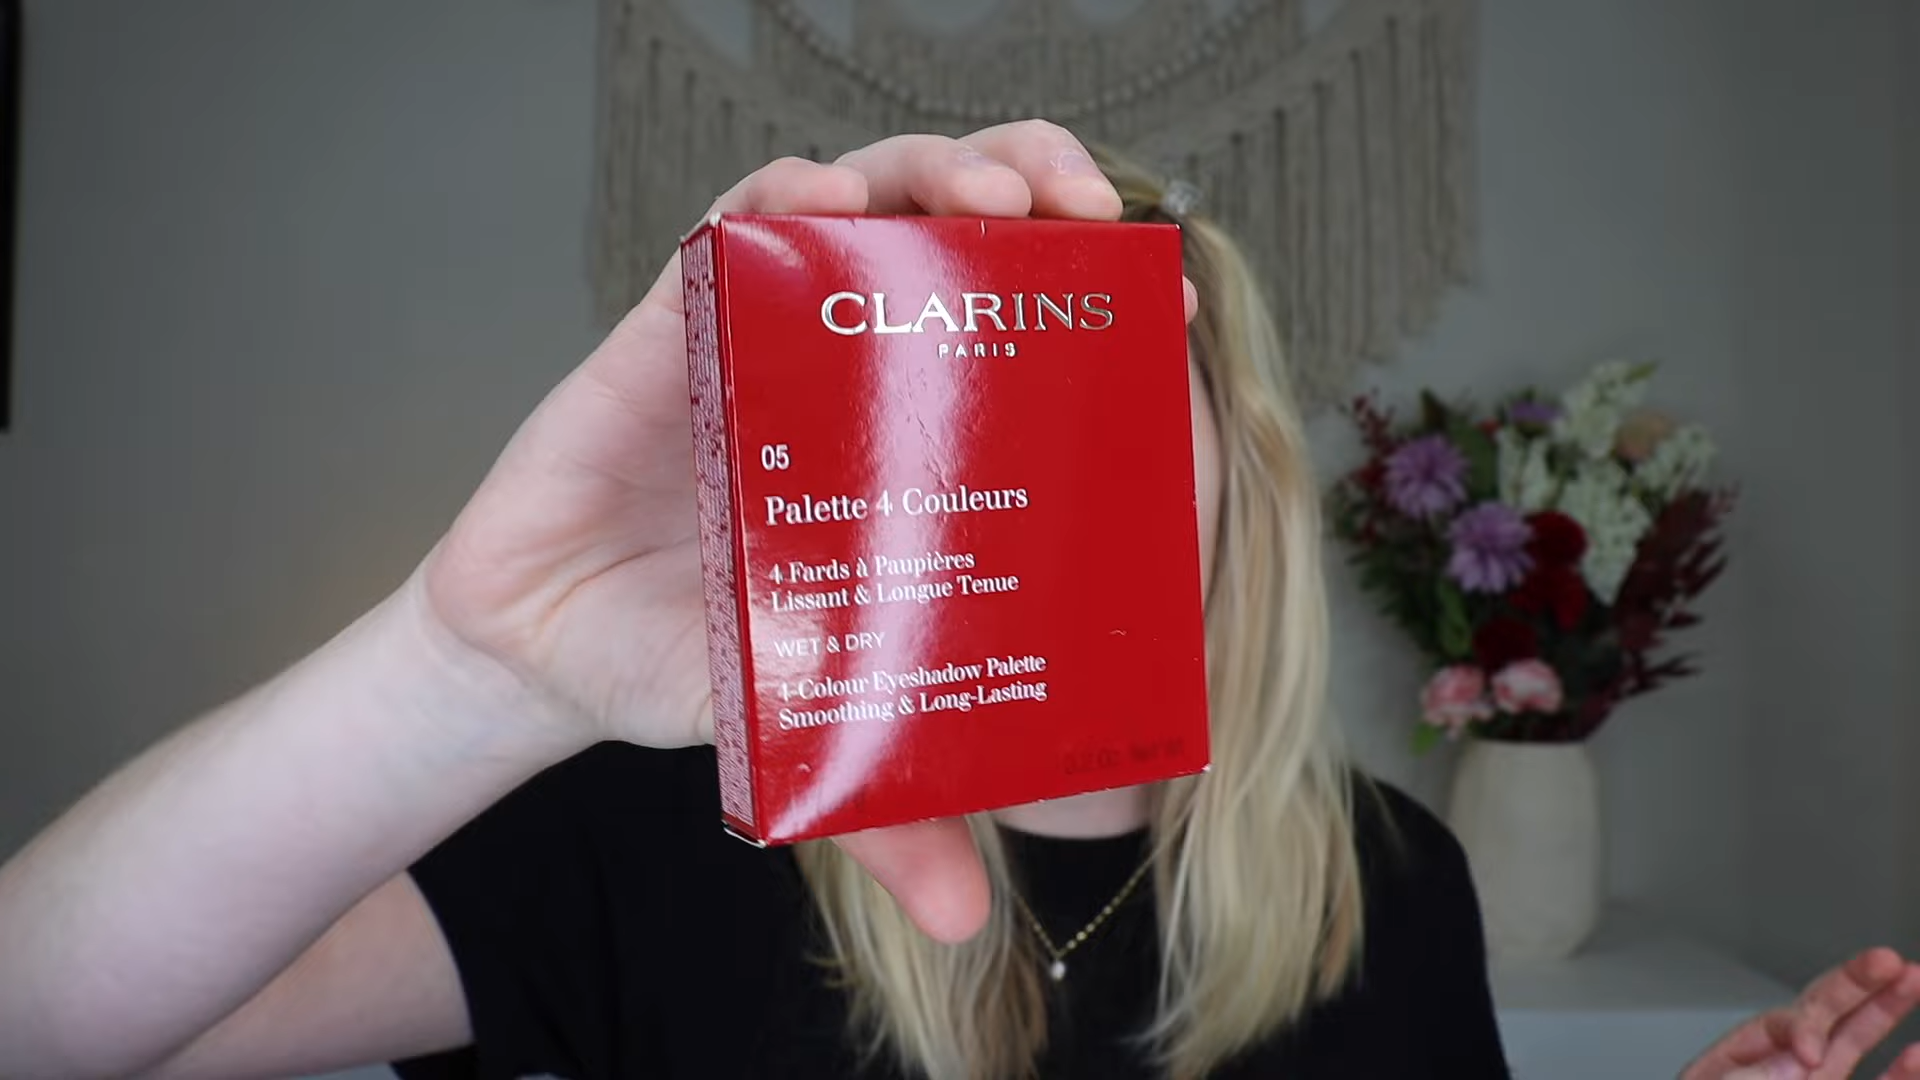 CLARINS
PARIS
05
Palette 4 Couleurs
4 Fards à Paupières
Lissant & Longue Tenue
WET & DRY
4-Colour Eyeshadow Palette
Smoothing & Long-Lasting